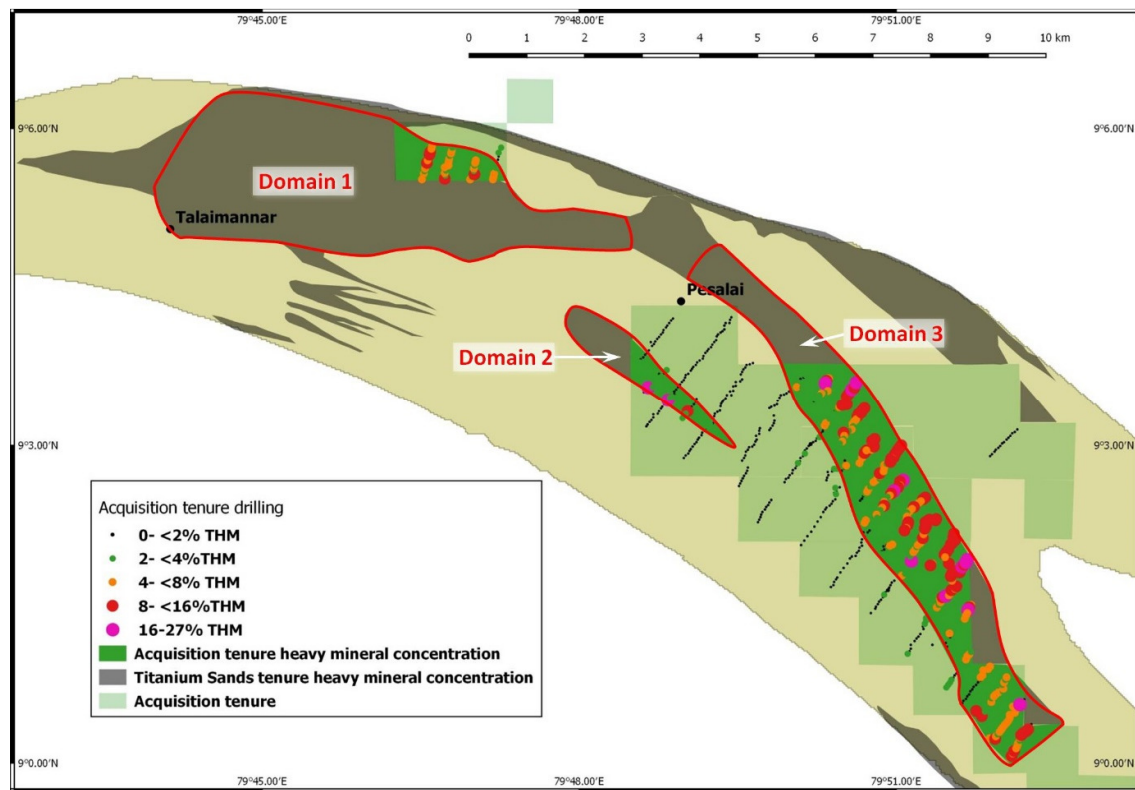 79°45.00′E 79°48.00′E 79°51.00′E
0 1 2 3 4 5 6 7 8 9 10 km
9°6.00′N 9°6.00′N
Domain 1
Talaimannar
Pesalai
Domain 3
Domain 2
9°3.00′N 9°3.00′N
Acquisition tenure drilling
0- <2% THM
2- <4%THM
4- <8% THM
8- <16%THM
16-27% THM
Acquisition tenure heavy mineral concentration
Titanium Sands tenure heavy mineral concentration
Acquisition tenure
9°0.00′N 9°0.00′N
79°45.00′E 79°48.00′E 79°51.00′E